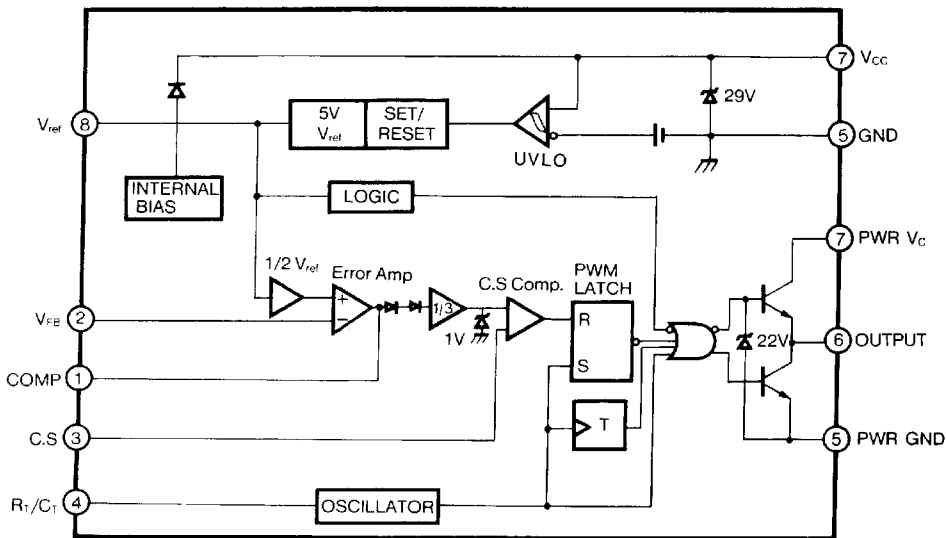 7
Vcc
29V
Vref
8
5V
Vref
SET/
RESET
UVLO
5
GND
INTERNAL
BIAS
LOGIC
7
PWR Vc
1/2 Vref
Error Amp
C.S Comp.
PWM
LATCH
+
−
1/3
1V
R
S
22V
VFB
2
6
OUTPUT
COMP
1
C.S
3
T
5
PWR GND
RT/CT
4
OSCILLATOR